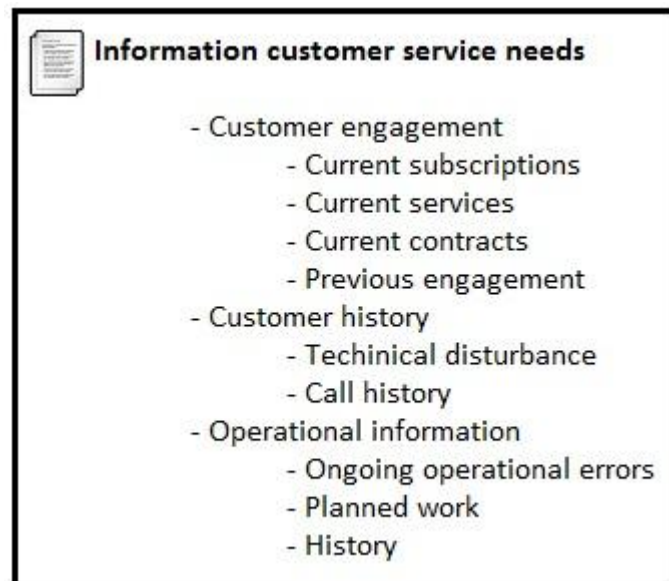 Information customer service needs
- Customer engagement
- Current subscriptions
- Current services
- Current contracts
- Previous engagement
- Customer history
- Techinical disturbance
- Call history
- Operational information
- Ongoing operational errors
- Planned work
- History